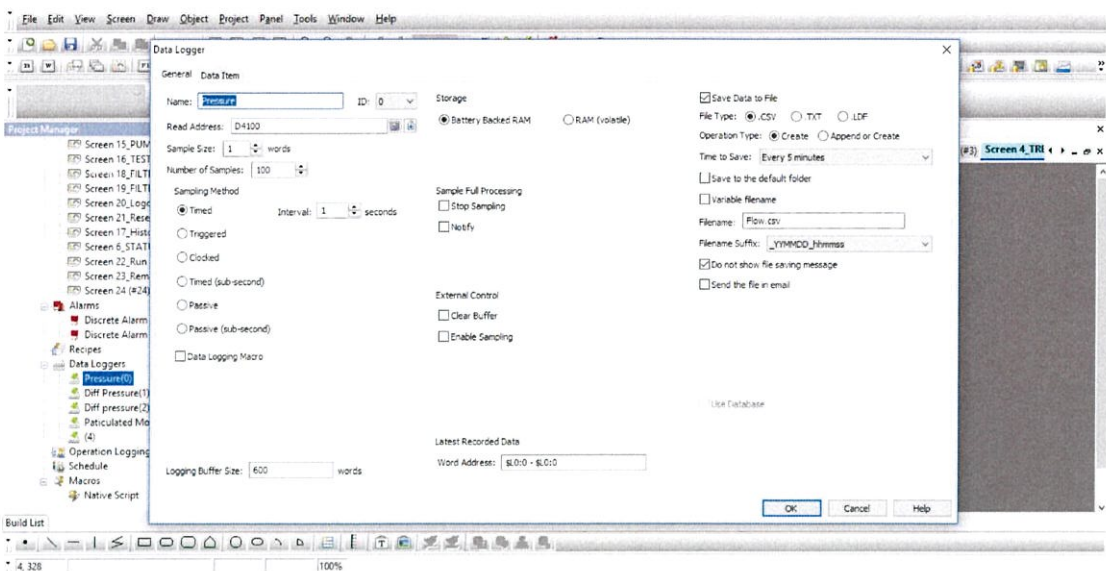 File Edit View Screen Draw Object Project Panel Tools Window Help
Data Logger
General Data Item
Name: Pressure ID: 0
Read Address: D4100
Sample Size: 1 words
Number of Samples: 100
Sampling Method
Timed Interval: 1 seconds
Triggered
Clocked
Timed (sub-second)
Passive
Passive (sub-second)
Data Logging Macro
Logging Buffer Size: 600 words
Storage
Battery Backed RAM RAM (volatile)
Sample Full Processing
Stop Sampling
Notify
External Control
Clear Buffer
Enable Sampling
Latest Recorded Data
Word Address: $L0:0 - $L0:0
Save Data to File
File Type: .CSV .TXT .LDF
Operation Type: Create Append or Create
Time to Save: Every 5 minutes
Save to the default folder
Variable filename
Filename: Flow.csv
Filename Suffix: _YYMMDD_hhmmss
Do not show file saving message
Send the file in email
Use Database
OK Cancel Help
Project Manager
Screen 15_PUM
Screen 16_TEST
Screen 18_FILTI
Screen 19_FILTI
Screen 20_Logo
Screen 21_Rese
Screen 17_Histo
Screen 6_STATI
Screen 22_Run
Screen 23_Rem
Screen 24 (#24)
Alarms
Discrete Alarm
Discrete Alarm
Recipes
Data Loggers
Pressure(0)
Diff Pressure(1)
Diff pressure(2)
Paticulated Mo
(4)
Operation Logging
Schedule
Macros
Native Script
(#3) Screen 4_TRI
Build List
4, 328 100%